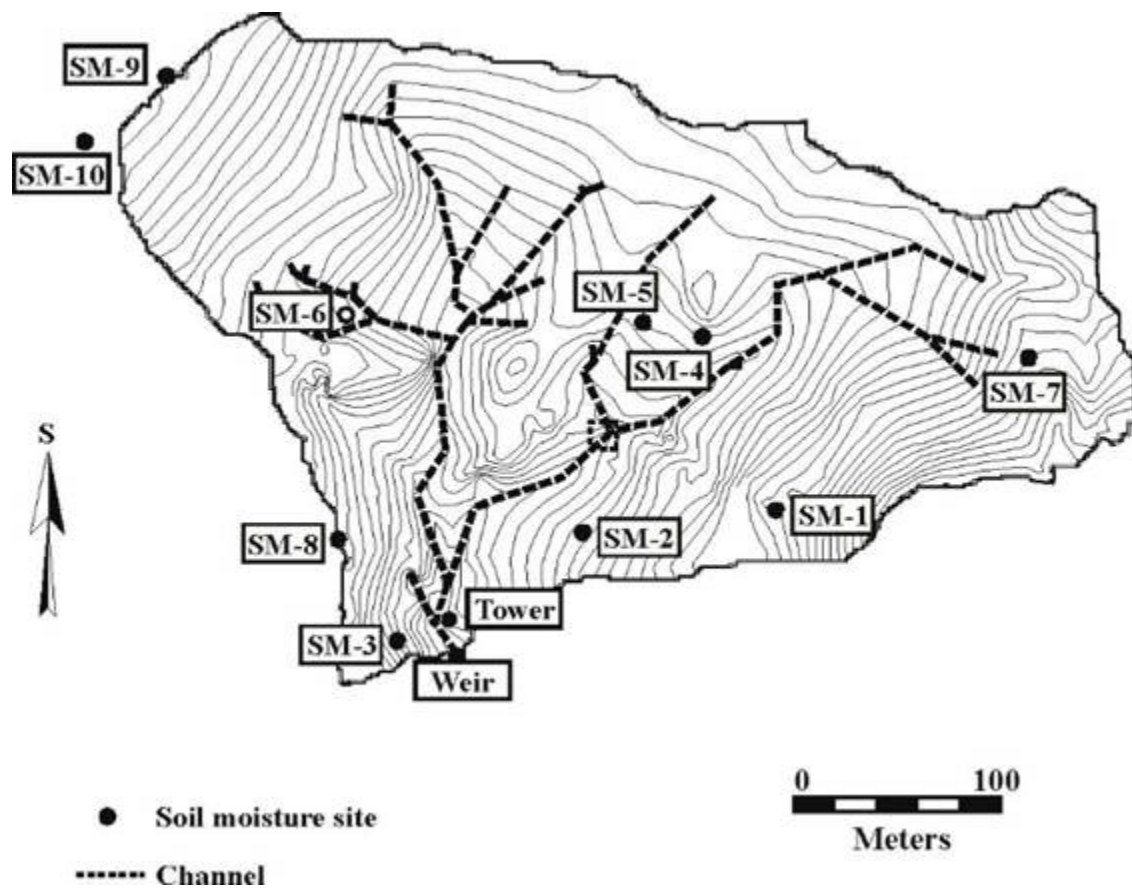 SM-9
SM-10
SM-5
SM-6
SM-4
SM-7
S
SM-1
SM-8
SM-2
Tower
SM-3
Weir
0 100
Meters
Soil moisture site
Channel